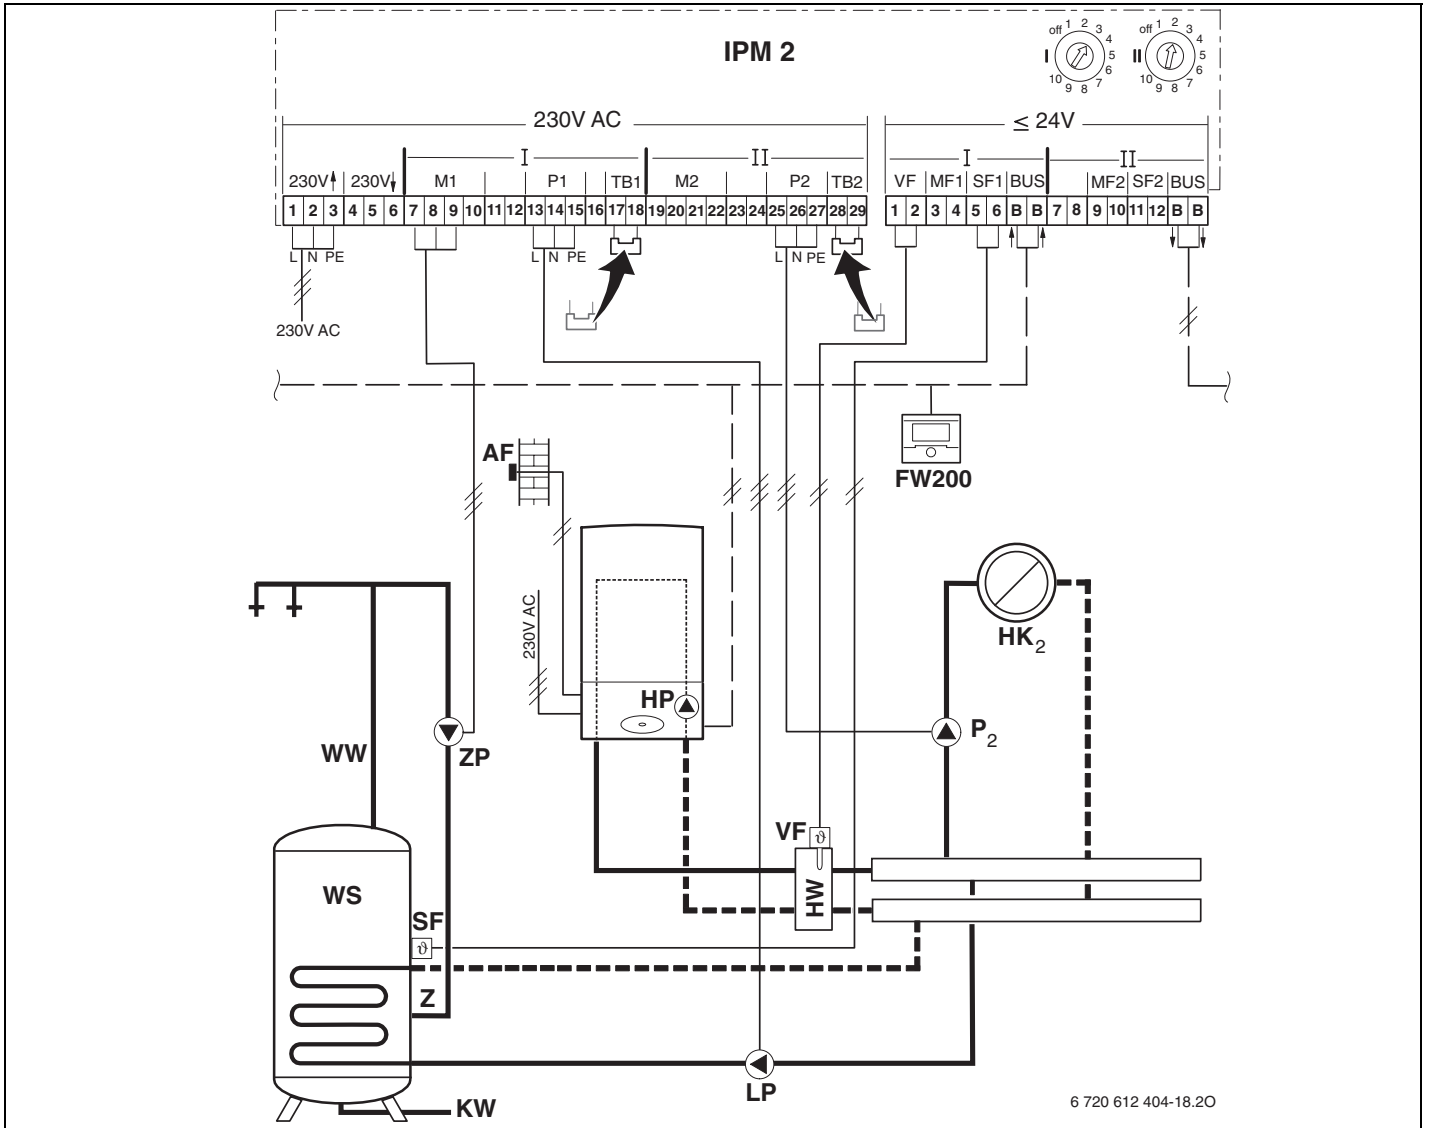 IPM 2
off 1 2 3 4 5 6 7 8 9 10
I
off 1 2 3 4 5 6 7 8 9 10
II
230V AC
≤ 24V
I
II
I
II
230V 230V M1 P1 TB1 M2 P2 TB2 VF MF1 SF1 BUS MF2 SF2 BUS
1 2 3 4 5 6 7 8 9 10 11 12 13 14 15 16 17 18 19 20 21 22 23 24 25 26 27 28 29 1 2 3 4 5 6 B B 7 8 9 10 11 12 B B
L N PE
L N PE
L N PE
230V AC
AF
FW200
230V AC
HK2
HP
P2
WW
ZP
VF
ϑ
WS
HW
SF
ϑ
Z
LP
KW
6 720 612 404-18.2O